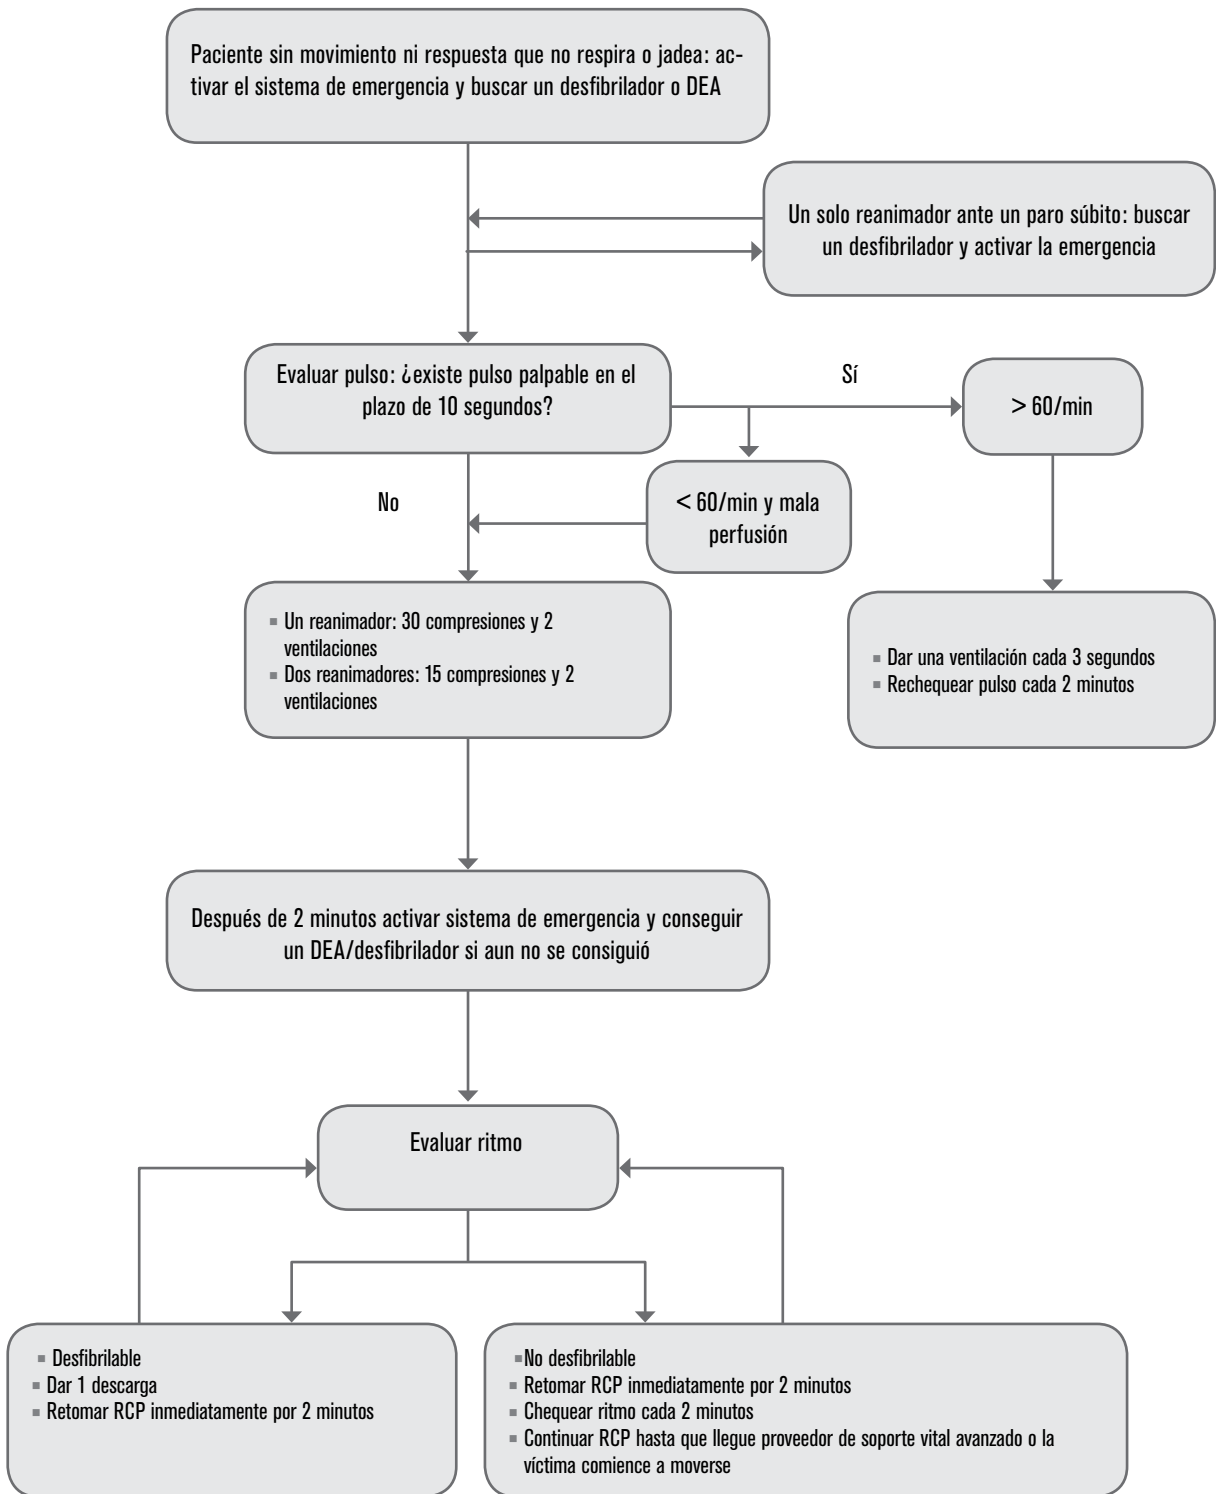 Paciente sin movimiento ni respuesta que no respira o jadea: ac-
tivar el sistema de emergencia y buscar un desfibrilador o DEA
Un solo reanimador ante un paro súbito: buscar
un desfibrilador y activar la emergencia
Evaluar pulso: ¿existe pulso palpable en el
plazo de 10 segundos?
Sí
> 60/min
No
< 60/min y mala
perfusión
▪ Un reanimador: 30 compresiones y 2
ventilaciones
▪ Dos reanimadores: 15 compresiones y 2
ventilaciones
▪ Dar una ventilación cada 3 segundos
▪ Rechequear pulso cada 2 minutos
Después de 2 minutos activar sistema de emergencia y conseguir
un DEA/desfibrilador si aun no se consiguió
Evaluar ritmo
▪ Desfibrilable
▪ Dar 1 descarga
▪ Retomar RCP inmediatamente por 2 minutos
▪No desfibrilable
▪ Retomar RCP inmediatamente por 2 minutos
▪ Chequear ritmo cada 2 minutos
▪ Continuar RCP hasta que llegue proveedor de soporte vital avanzado o la
víctima comience a moverse